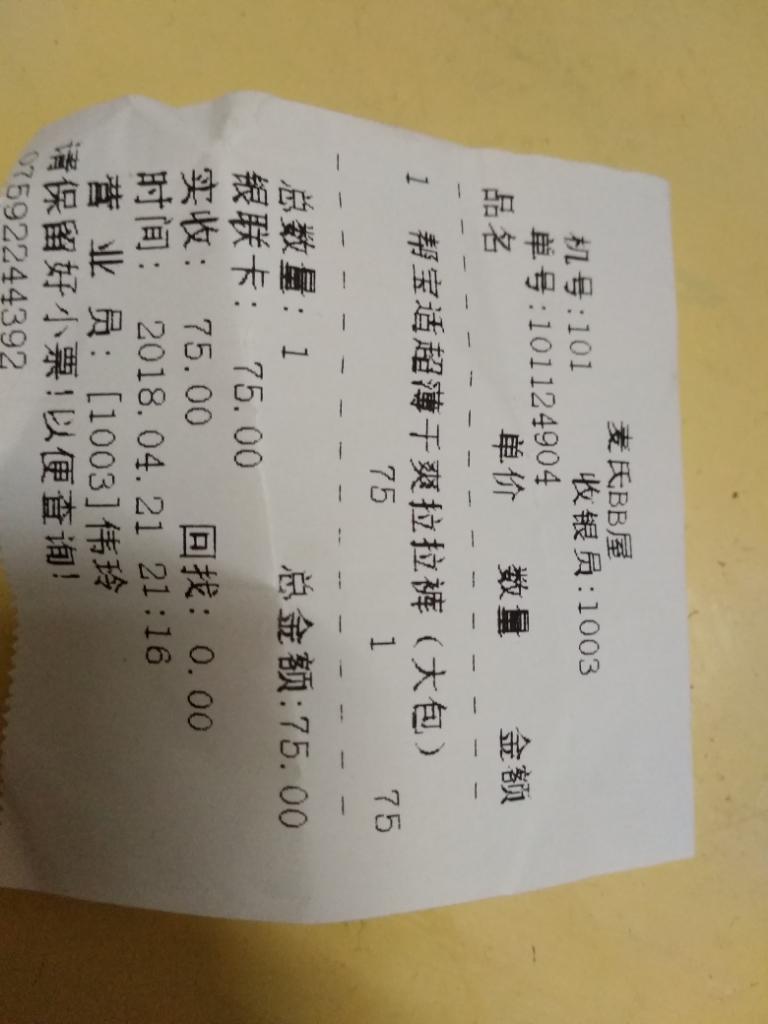 麦氏BB屋
机号:101 收银员:1003
单号:101124904
品名 单价 数量 金额
1 帮宝适超薄干爽拉拉裤(大包)
75 1 75
总数量:1 总金额:75.00
银联卡: 75.00
实收: 75.00 回找: 0.00
时间: 2018.04.21 21:16
营业员: [1003]伟玲
请保留好小票!以便查询!
07592244392